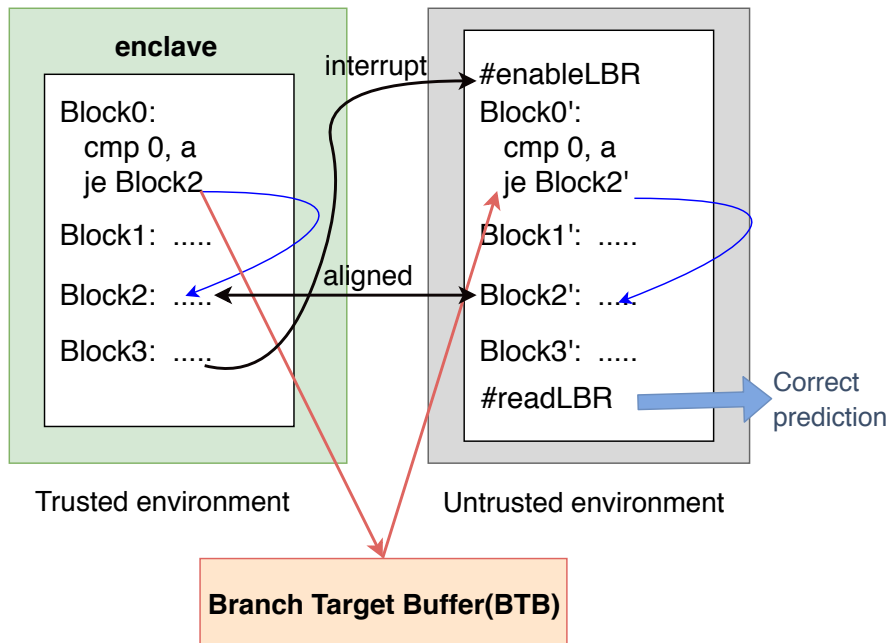 enclave
Block0:
cmp 0, a
je Block2
Block1: .....
Block2: .....
Block3: .....
Trusted environment
interrupt
aligned
#enableLBR
Block0':
cmp 0, a
je Block2'
Block1': .....
Block2': .....
Block3': .....
#readLBR
Untrusted environment
Correct
prediction
Branch Target Buffer(BTB)